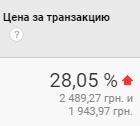 Цена за транзакцию
?
28,05 %
2 489,27 грн. и
1 943,97 грн.